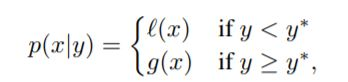 p(x|y) = { ℓ(x) if y < y*
g(x) if y ≥ y*,